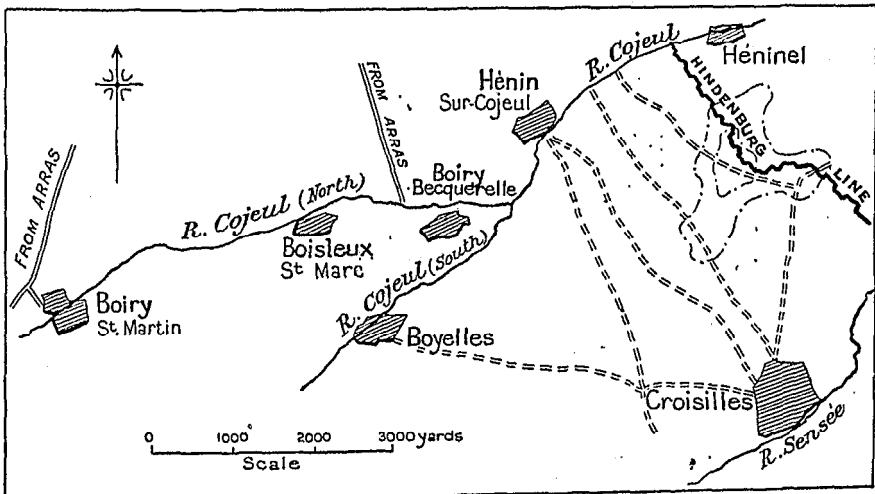 R. Cojeul
Héninel
HINDENBURG
LINE
Hénin
Sur-Cojeul
FROM ARRAS
FROM ARRAS
Boiry
Becquerelle
R. Cojeul (North)
Boisleux
St Marc
R. Cojeul (South)
Boiry
St. Martin
Boyelles
Croisilles
R. Sensée
0 1000 2000 3000 yards
Scale